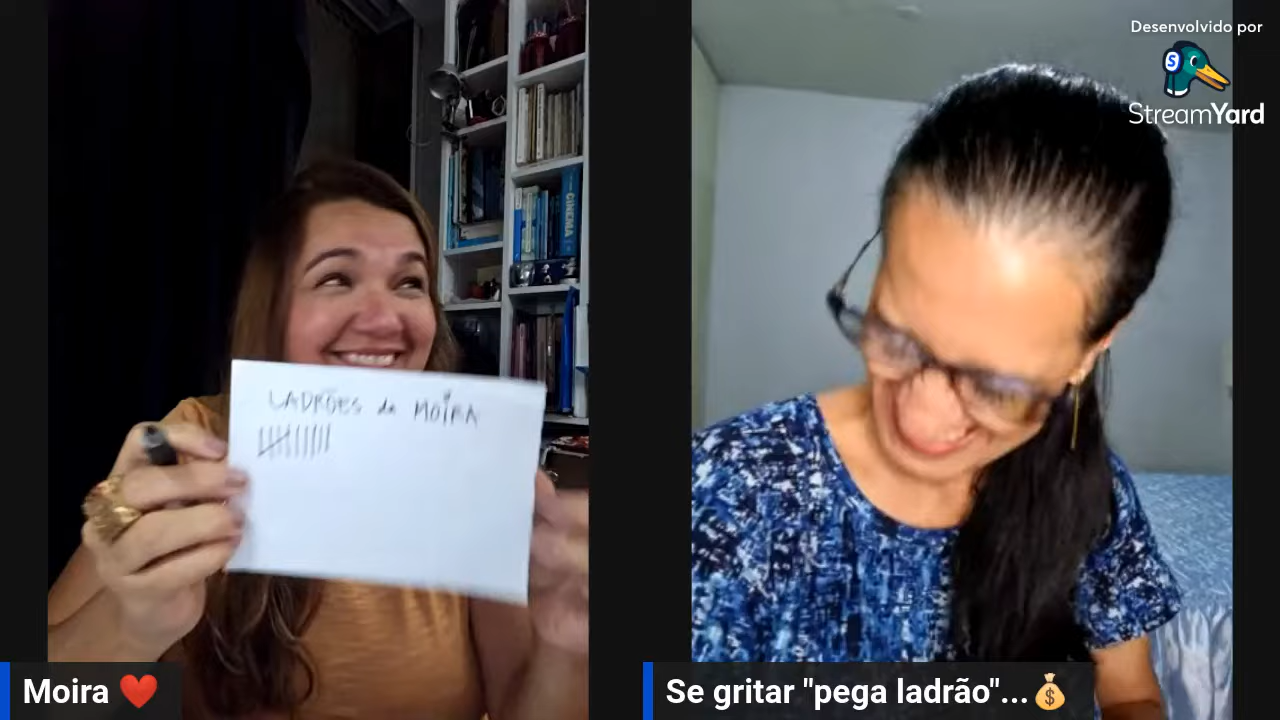 Desenvolvido por
StreamYard
CINEMA
LADRÕES da MOIRA
Moira ❤️
Se gritar "pega ladrão"...💰